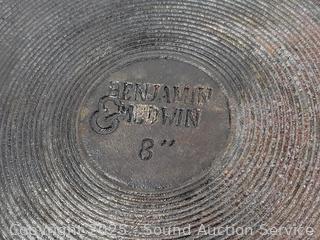 BENJAMIN
& MEDWIN
8"
Copyright 2025 - Sound Auction Service